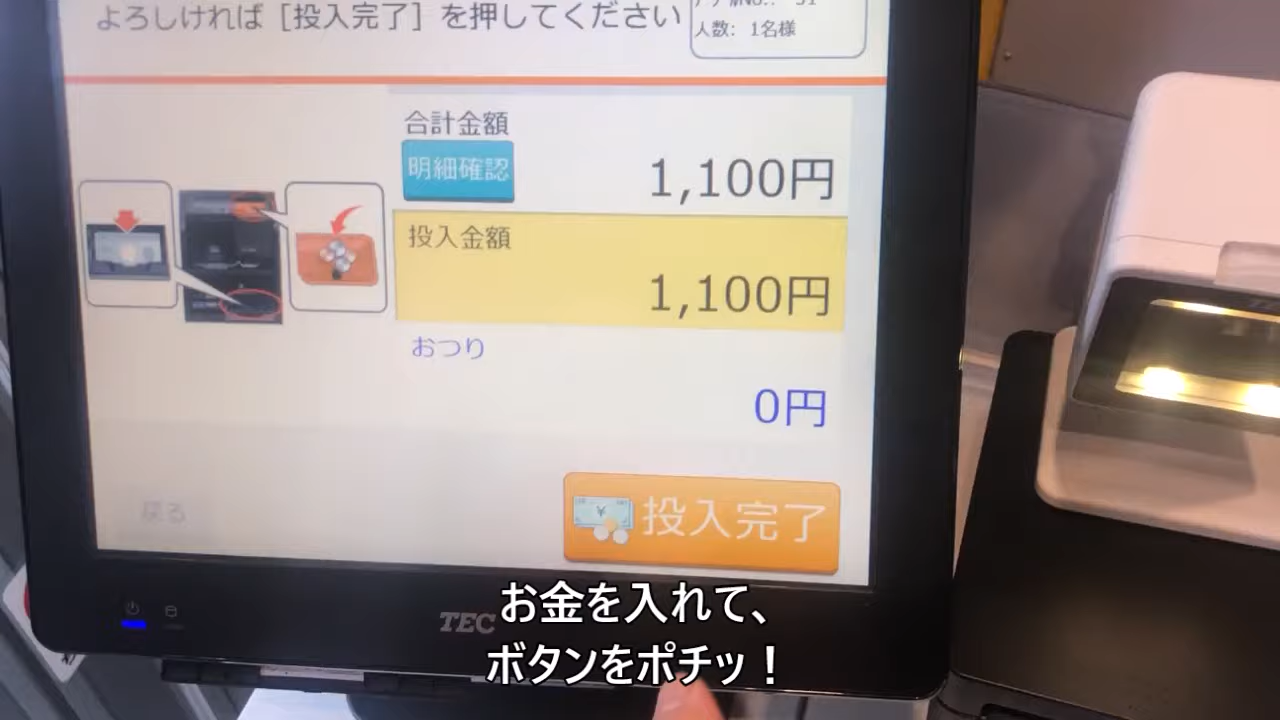 よろしければ [投入完了] を押してください
人数: 1名様
合計金額
明細確認
1,100円
投入金額
1,100円
おつり
0円
戻る
投入完了
TEC
お金を入れて、
ボタンをポチッ！